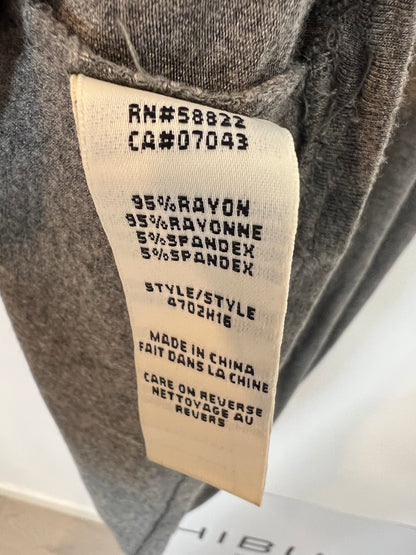 RN#58822
CA#07043
95%RAYON
95%RAYONNE
5%SPANDEX
5%SPANDEX
STYLE/STYLE
4702H16
MADE IN CHINA
FAIT DANS LA CHINE
CARE ON REVERSE
NETTOYAGE AU
REVERS
HIBI